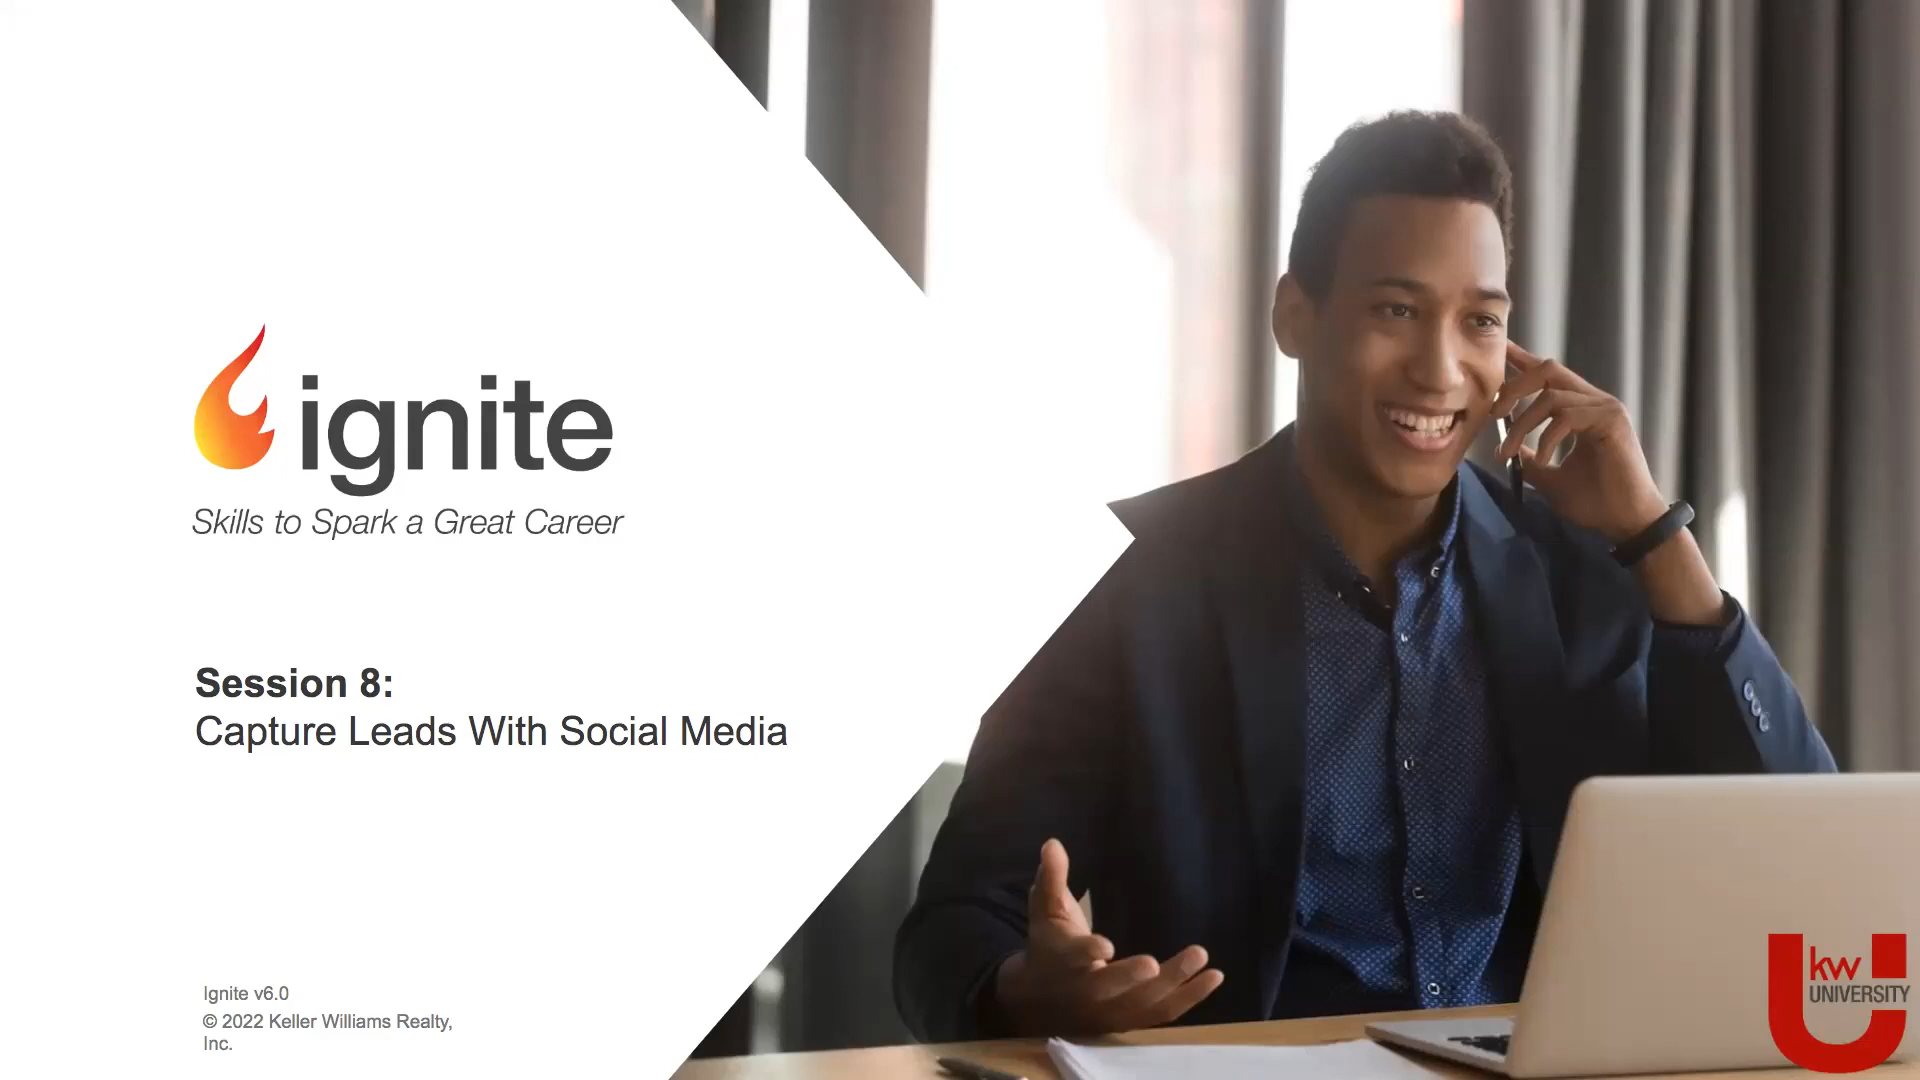 ignite
Skills to Spark a Great Career
Session 8:
Capture Leads With Social Media
Ignite v6.0
© 2022 Keller Williams Realty,
Inc.
kw
UNIVERSITY